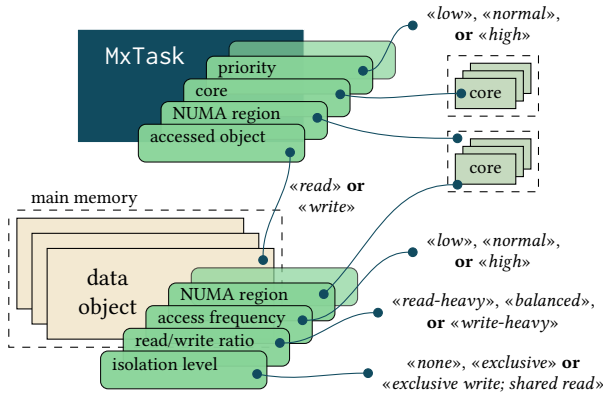 «low», «normal»,
or «high»
MxTask
priority
core
NUMA region
accessed object
core
core
«read» or
«write»
main memory
data
object
NUMA region
access frequency
read/write ratio
isolation level
«low», «normal»,
or «high»
«read-heavy», «balanced»,
or «write-heavy»
«none», «exclusive» or
«exclusive write; shared read»